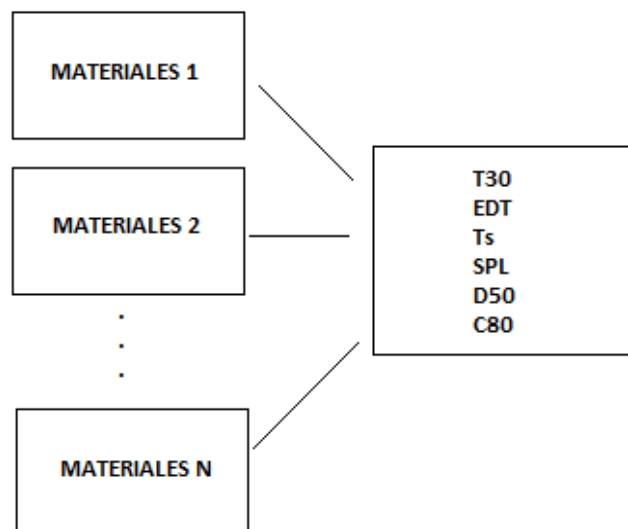 MATERIALES 1
MATERIALES 2
.
.
.
MATERIALES N
T30
EDT
Ts
SPL
D50
C80